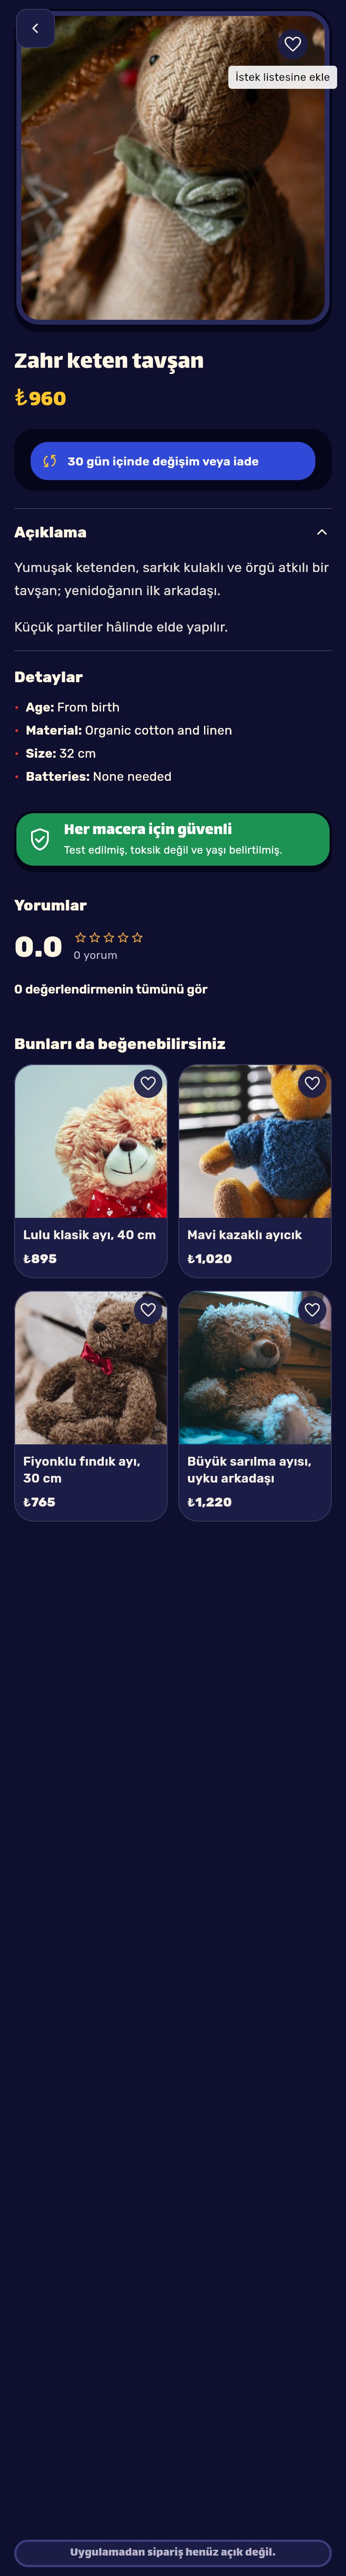 İstek listesine ekle
Zahr keten tavşan
₺960
30 gün içinde değişim veya iade
Açıklama
Yumuşak ketenden, sarkık kulaklı ve örgü atkılı bir
tavşan; yenidoğanın ilk arkadaşı.
Küçük partiler hâlinde elde yapılır.
Detaylar
• Age: From birth
• Material: Organic cotton and linen
• Size: 32 cm
• Batteries: None needed
Her macera için güvenli
Test edilmiş, toksik değil ve yaşı belirtilmiş.
Yorumlar
0.0
0 yorum
0 değerlendirmenin tümünü gör
Bunları da beğenebilirsiniz
Lulu klasik ayı, 40 cm
₺895
Mavi kazaklı ayıcık
₺1,020
Fiyonklu fındık ayı,
30 cm
₺765
Büyük sarılma ayısı,
uyku arkadaşı
₺1,220
Uygulamadan sipariş henüz açık değil.